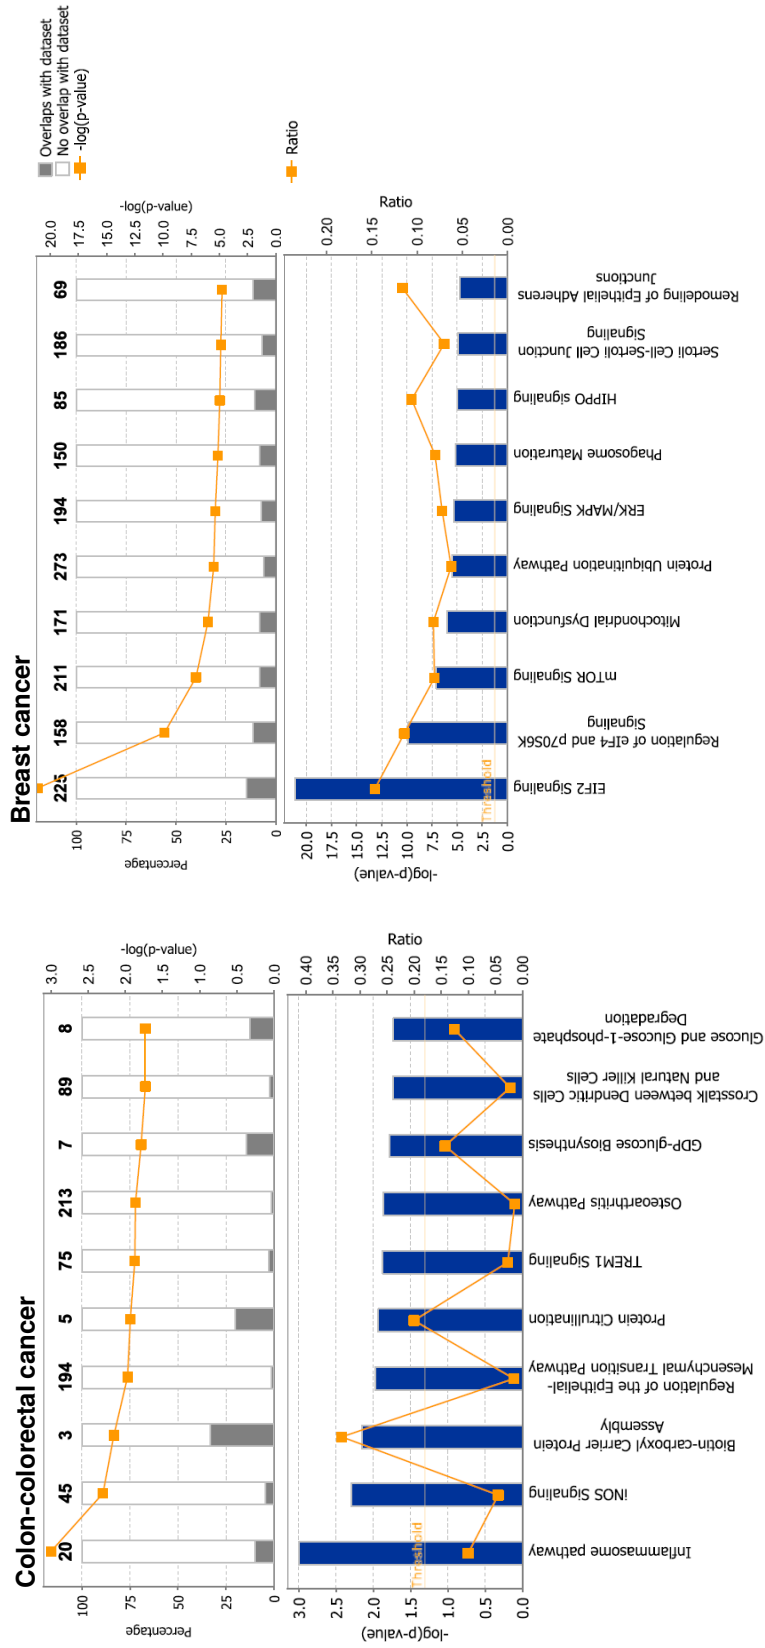 Colon-colorectal cancer
Percentage
100
75
50
25
0
20
45
3
194
5
75
213
7
89
8
3.0
2.5
2.0
1.5
1.0
0.5
0.0
-log(p-value)
-log(p-value)
3.0
2.5
2.0
1.5
1.0
0.5
0.0
Threshold
Ratio
0.40
0.35
0.30
0.25
0.20
0.15
0.10
0.05
0.00
Inflammasome pathway
iNOS Signaling
Biotin-carboxyl Carrier Protein
Assembly
Regulation of the Epithelial-
Mesenchymal Transition Pathway
Protein Citrullination
TREM1 Signaling
Osteoarthritis Pathway
GDP-glucose Biosynthesis
Crosstalk between Dendritic Cells
and Natural Killer Cells
Glucose and Glucose-1-phosphate
Degradation
Breast cancer
Percentage
100
75
50
25
0
225
158
211
171
273
194
150
85
186
69
20.0
17.5
15.0
12.5
10.0
7.5
5.0
2.5
0.0
-log(p-value)
Overlaps with dataset
No overlap with dataset
-log(p-value)
-log(p-value)
20.0
17.5
15.0
12.5
10.0
7.5
5.0
2.5
0.0
Threshold
Ratio
0.20
0.15
0.10
0.05
0.00
Ratio
EIF2 Signaling
Regulation of eIF4 and p70S6K
Signaling
mTOR Signaling
Mitochondrial Dysfunction
Protein Ubiquitination Pathway
ERK/MAPK Signaling
Phagosome Maturation
HIPPO signaling
Sertoli Cell-Sertoli Cell Junction
Signaling
Remodeling of Epithelial Adherens
Junctions